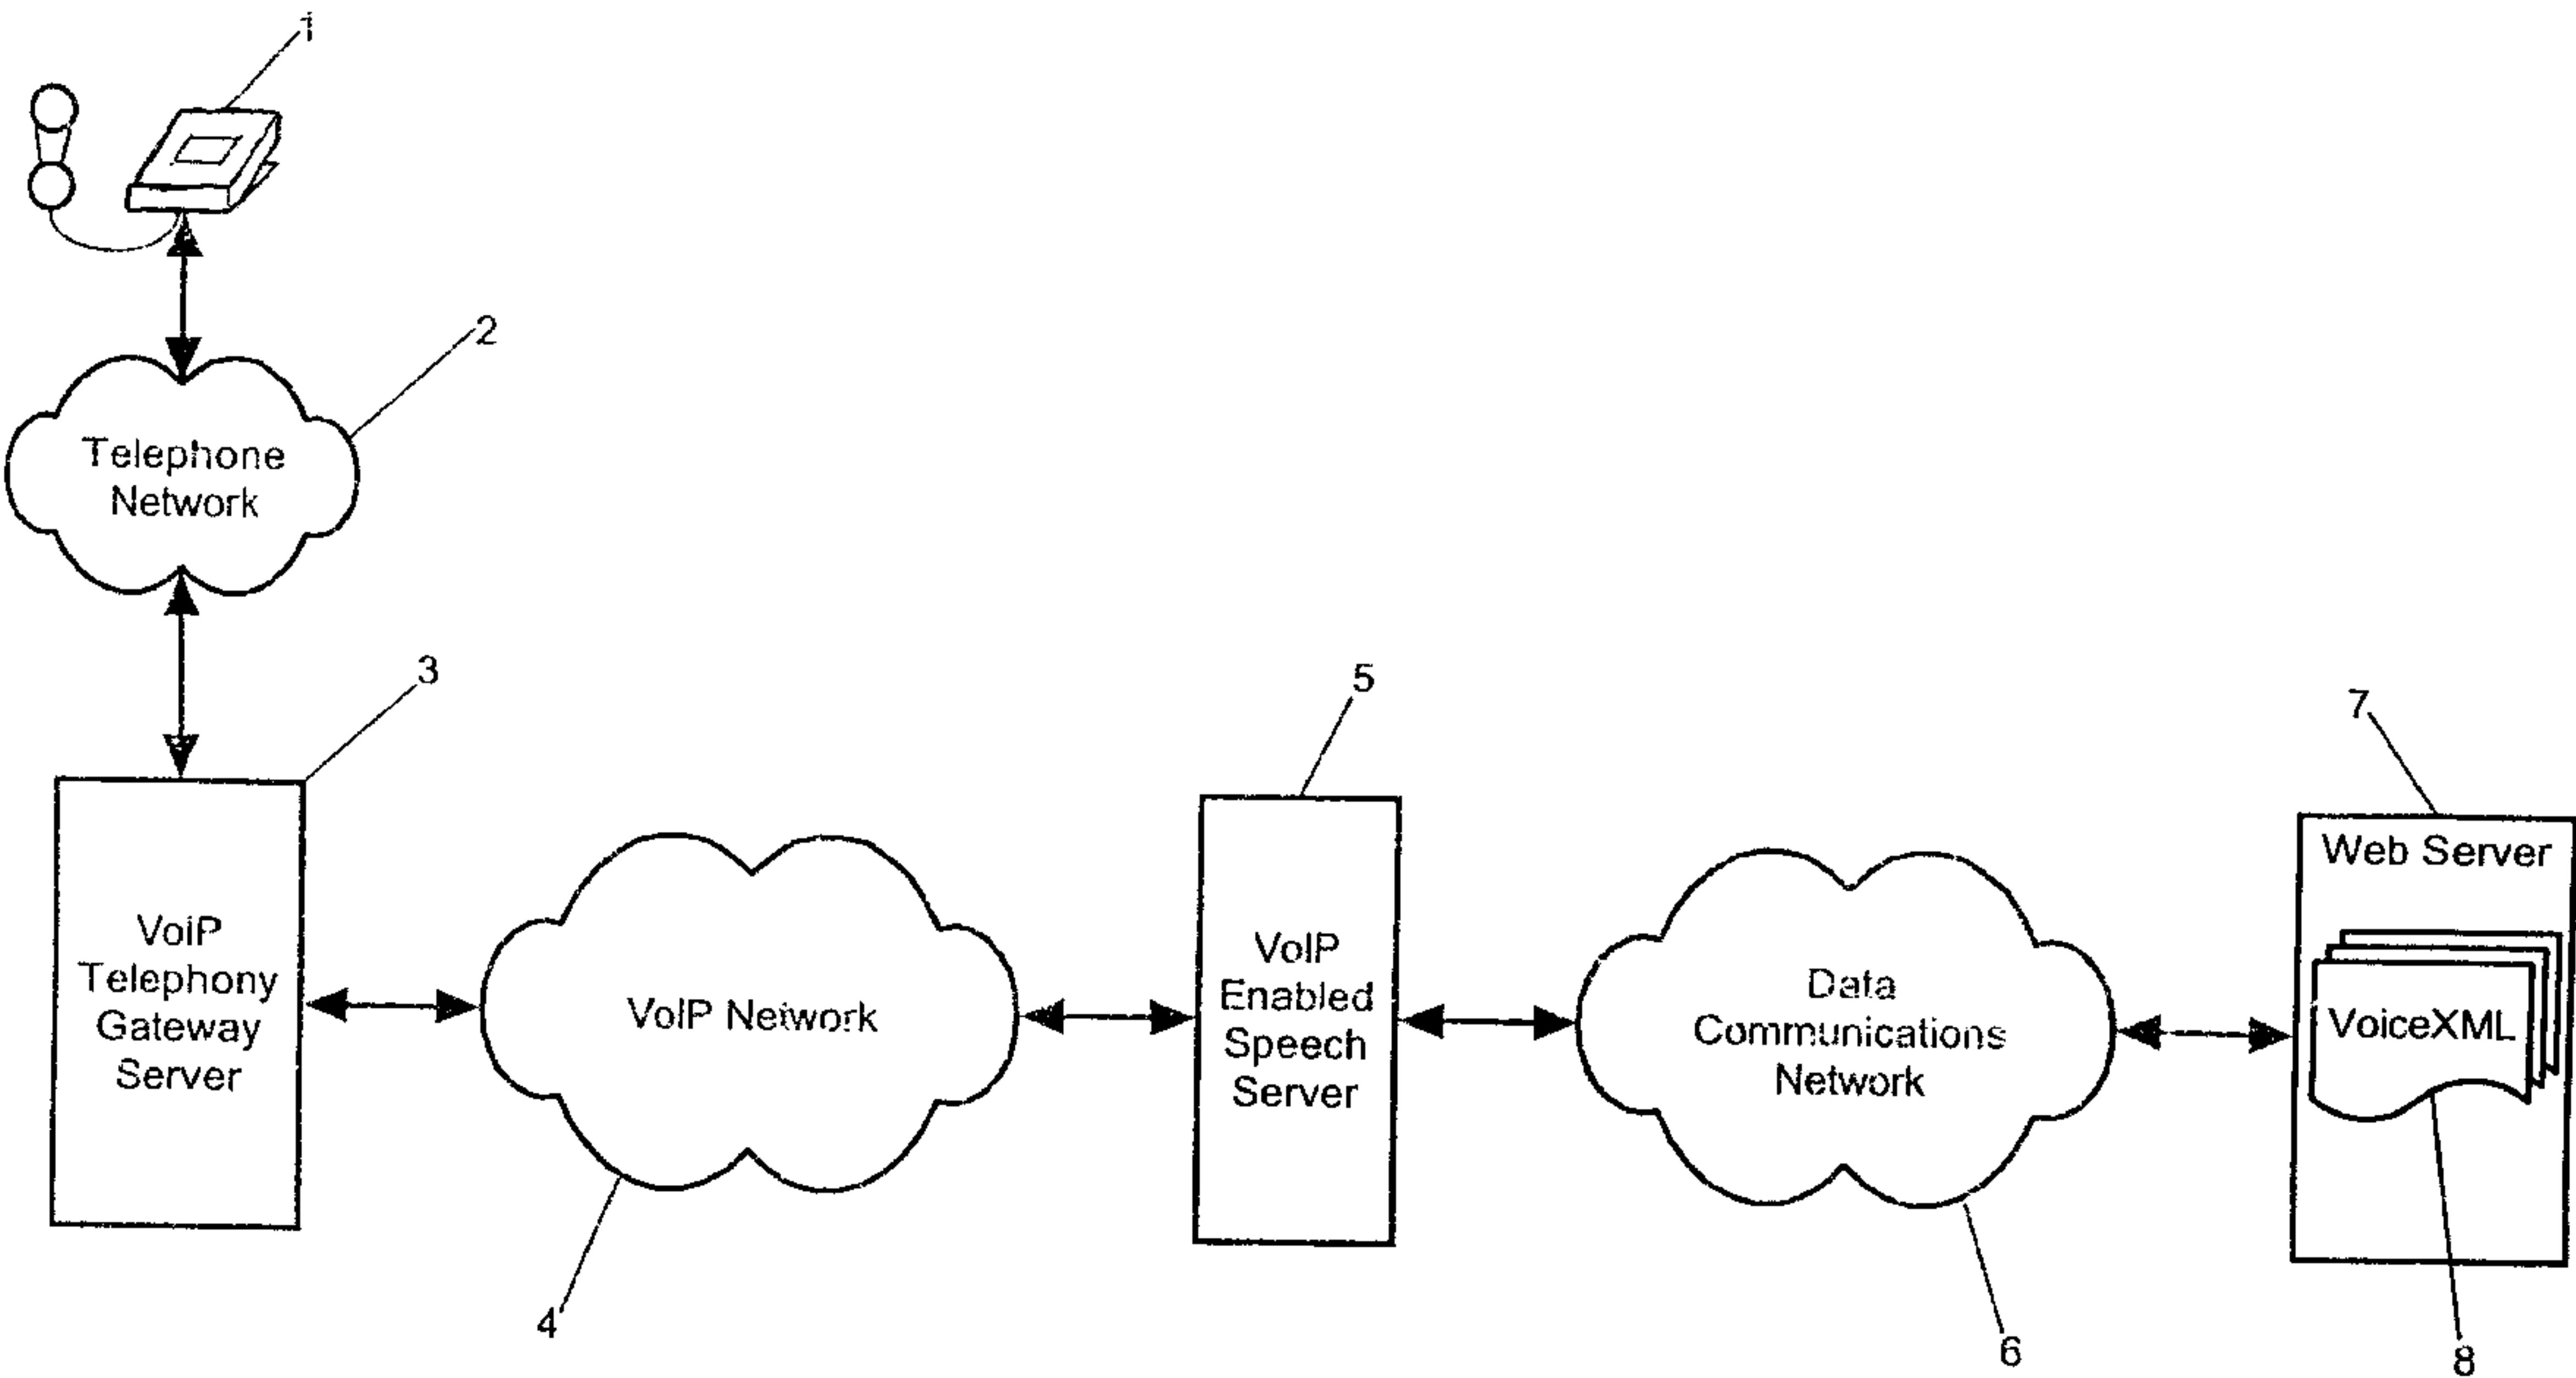 1
2
Telephone
Network
3
VoIP
Telephony
Gateway
Server
4
VoIP Network
5
VoIP
Enabled
Speech
Server
6
Data
Communications
Network
7
Web Server
VoiceXML
8